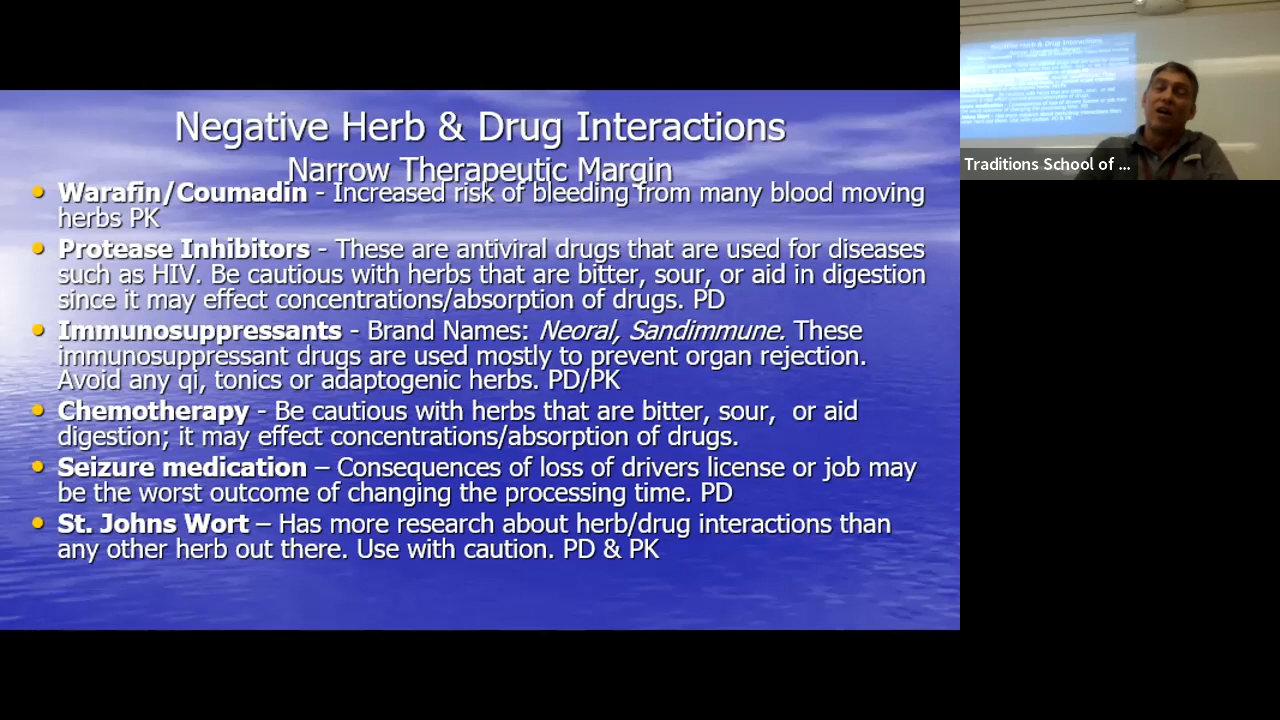 Negative Herb & Drug Interactions
Narrow Therapeutic Margin
• Warafin/Coumadin - Increased risk of bleeding from many blood moving
herbs PK
• Protease Inhibitors - These are antiviral drugs that are used for diseases
such as HIV. Be cautious with herbs that are bitter, sour, or aid in digestion
since it may effect concentrations/absorption of drugs. PD
• Immunosuppressants - Brand Names: Neoral, Sandimmune. These
immunosuppressant drugs are used mostly to prevent organ rejection.
Avoid any qi, tonics or adaptogenic herbs. PD/PK
• Chemotherapy - Be cautious with herbs that are bitter, sour,  or aid
digestion; it may effect concentrations/absorption of drugs.
• Seizure medication – Consequences of loss of drivers license or job may
be the worst outcome of changing the processing time. PD
• St. Johns Wort – Has more research about herb/drug interactions than
any other herb out there. Use with caution. PD & PK
Negative Herb & Drug Interactions
Narrow Therapeutic Margin
Traditions School of ...